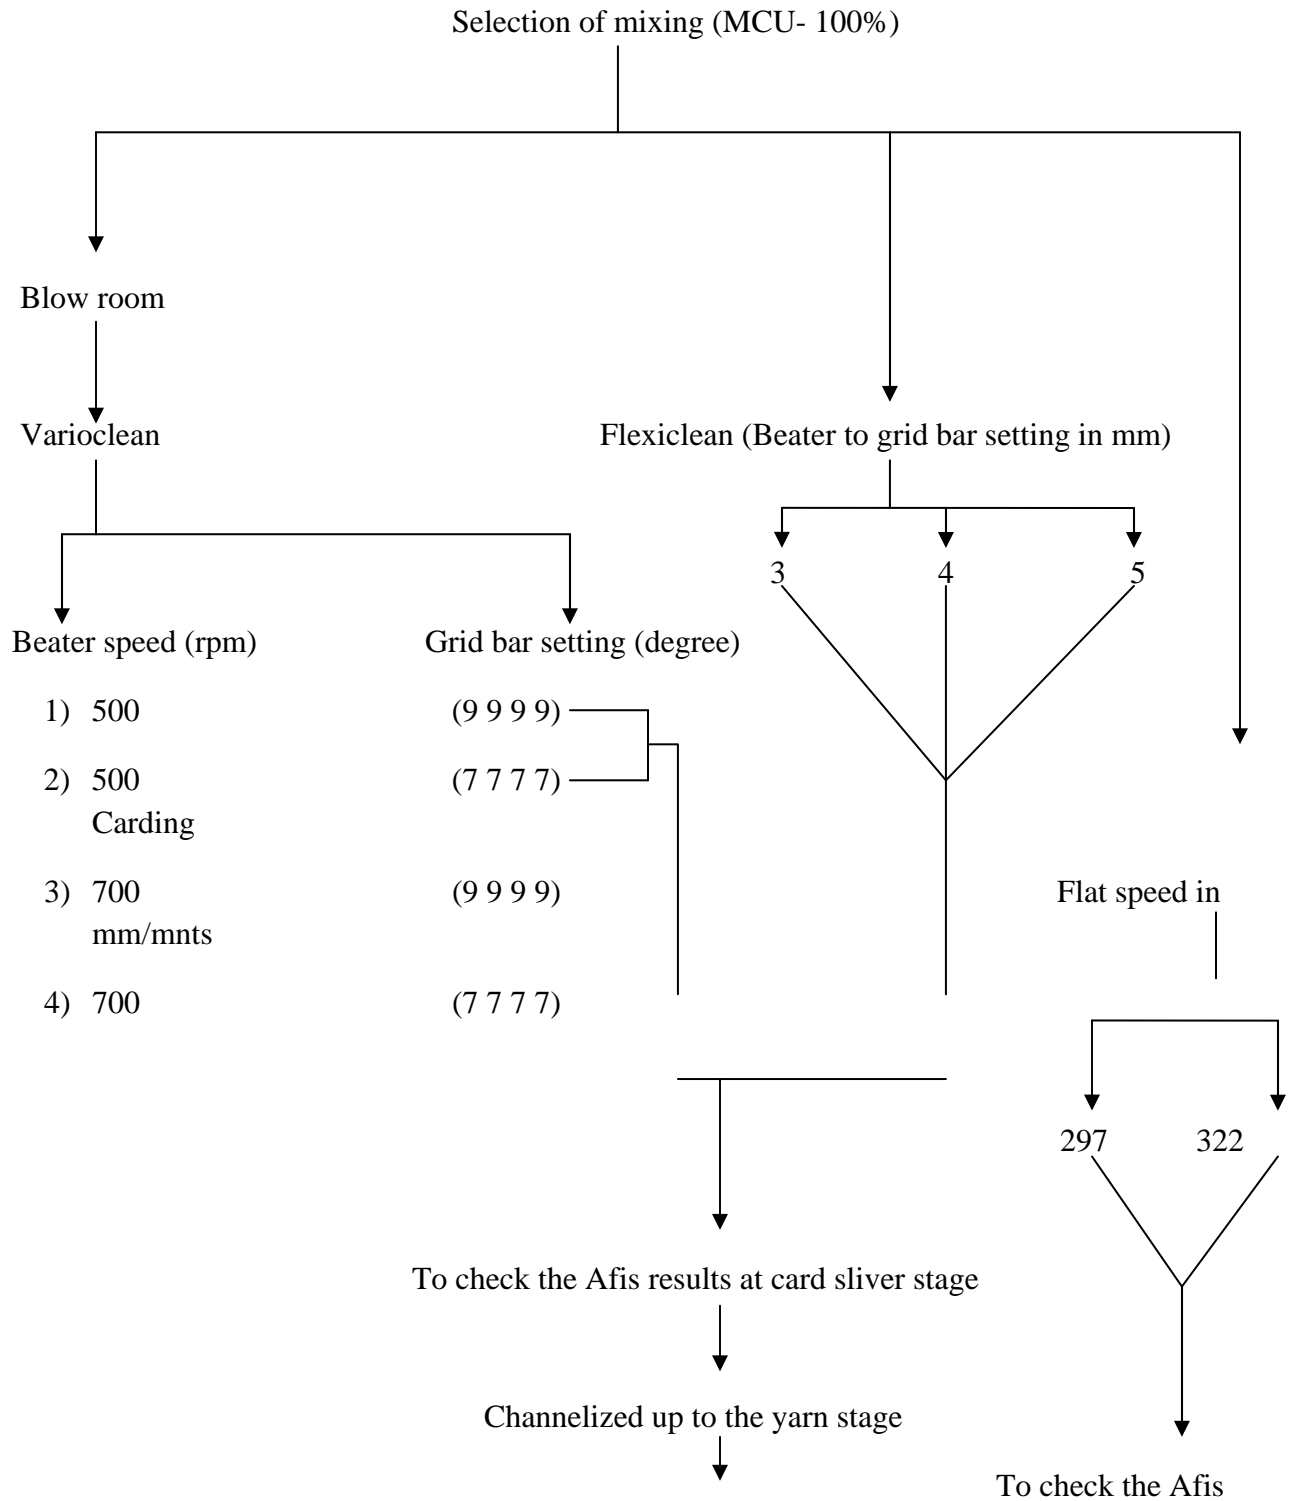 Selection of mixing (MCU- 100%)
Blow room
Varioclean
Flexiclean (Beater to grid bar setting in mm)
3 4 5
Beater speed (rpm) Grid bar setting (degree)
1) 500 (9 9 9 9)
2) 500 (7 7 7 7)
Carding
3) 700 (9 9 9 9) Flat speed in
mm/mnts
4) 700 (7 7 7 7)
297 322
To check the Afis results at card sliver stage
Channelized up to the yarn stage
To check the Afis